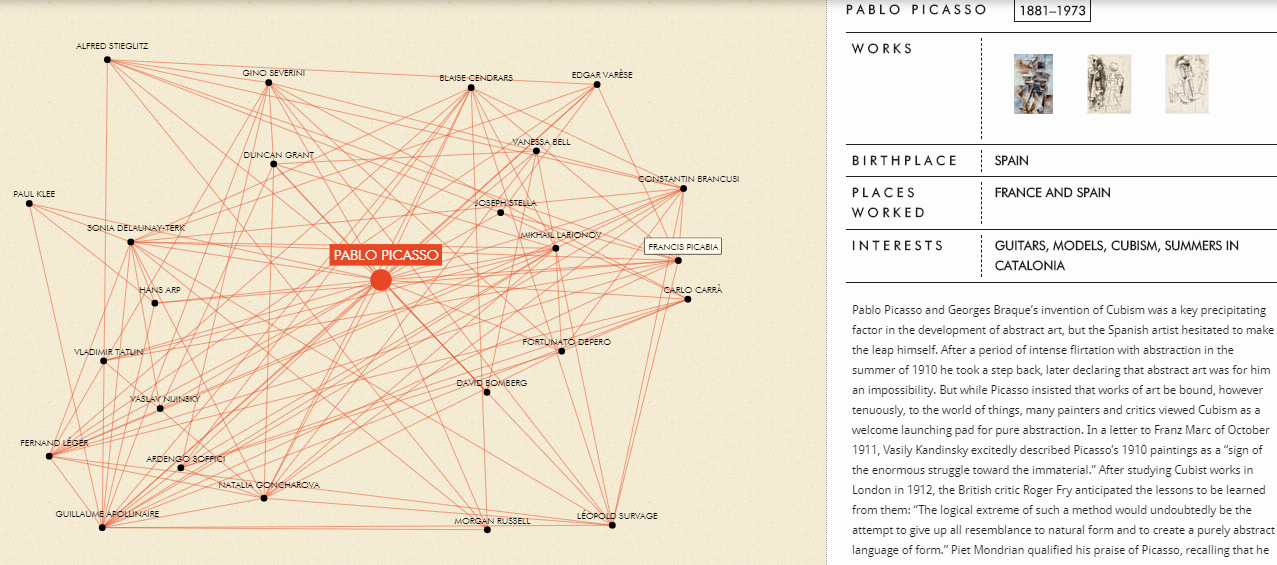 ALFRED STIEGLITZ
GINO SEVERINI
BLAISE CENDRARS
EDGAR VARÈSE
VANESSA BELL
DUNCAN GRANT
CONSTANTIN BRANCUSI
PAUL KLEE
JOSEPH STELLA
SONIA DELAUNAY-TERK
MIKHAIL LARIONOV
FRANCIS PICABIA
PABLO PICASSO
HANS ARP
CARLO CARRÀ
FORTUNATO DEPERO
VLADIMIR TATLIN
DAVID BOMBERG
VASLAV NIJINSKY
FERNAND LÉGER
ARDENGO SOFFICI
NATALIA GONCHAROVA
GUILLAUME APOLLINAIRE
LÉOPOLD SURVAGE
MORGAN RUSSELL
PABLO PICASSO 1881–1973
WORKS
BIRTHPLACE SPAIN
PLACES WORKED FRANCE AND SPAIN
INTERESTS GUITARS, MODELS, CUBISM, SUMMERS IN
CATALONIA
Pablo Picasso and Georges Braque's invention of Cubism was a key precipitating
factor in the development of abstract art, but the Spanish artist hesitated to make
the leap himself. After a period of intense flirtation with abstraction in the
summer of 1910 he took a step back, later declaring that abstract art was for him
an impossibility. But while Picasso insisted that works of art be bound, however
tenuously, to the world of things, many painters and critics viewed Cubism as a
welcome launching pad for pure abstraction. In a letter to Franz Marc of October
1911, Vasily Kandinsky excitedly described Picasso's 1910 paintings as a “sign of
the enormous struggle toward the immaterial.” After studying Cubist works in
London in 1912, the British critic Roger Fry anticipated the lessons to be learned
from them: “The logical extreme of such a method would undoubtedly be the
attempt to give up all resemblance to natural form and to create a purely abstract
language of form.” Piet Mondrian qualified his praise of Picasso, recalling that he